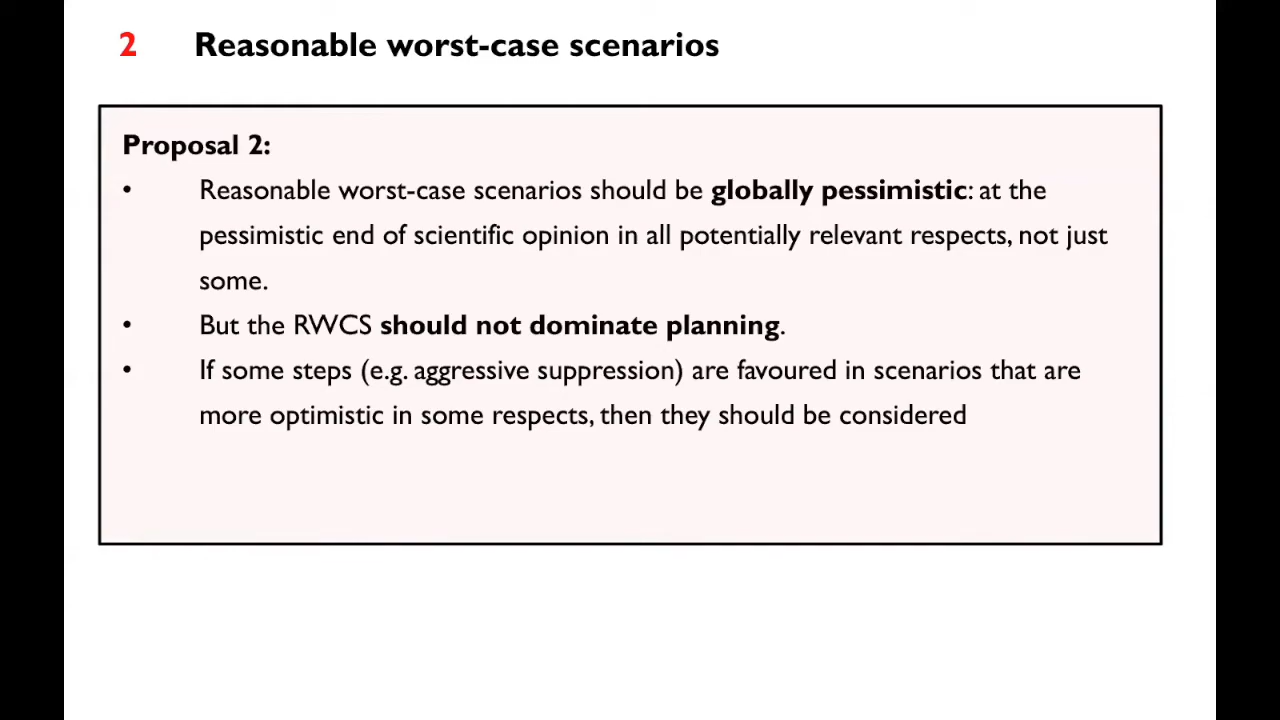 2 Reasonable worst-case scenarios
Proposal 2:
• Reasonable worst-case scenarios should be globally pessimistic: at the
pessimistic end of scientific opinion in all potentially relevant respects, not just
some.
• But the RWCS should not dominate planning.
• If some steps (e.g. aggressive suppression) are favoured in scenarios that are
more optimistic in some respects, then they should be considered